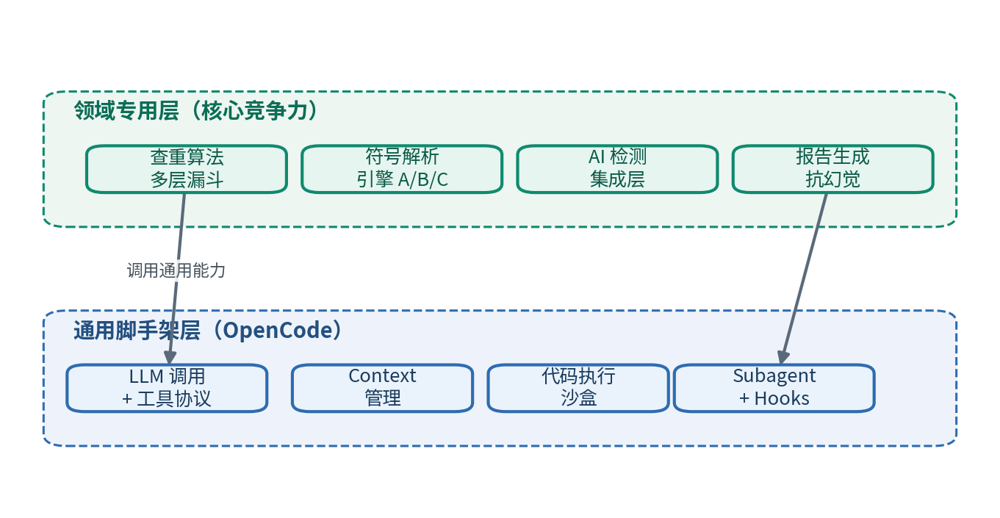 领域专用层（核心竞争力）
查重算法
多层漏斗
符号解析
引擎 A/B/C
AI 检测
集成层
报告生成
抗幻觉
调用通用能力
通用脚手架层（OpenCode）
LLM 调用
+ 工具协议
Context
管理
代码执行
沙盒
Subagent
+ Hooks